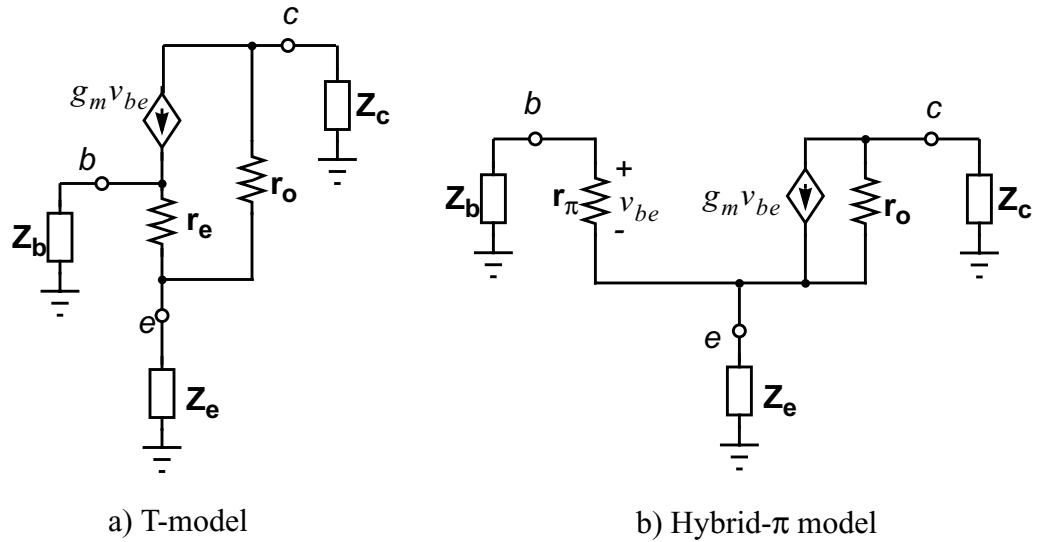 c
g_m v_be
Z_c
b
r_o
r_e
Z_b
e
Z_e
a) T-model
b
c
+
Z_b
r_π
v_be
-
g_m v_be
r_o
Z_c
e
Z_e
b) Hybrid-π model